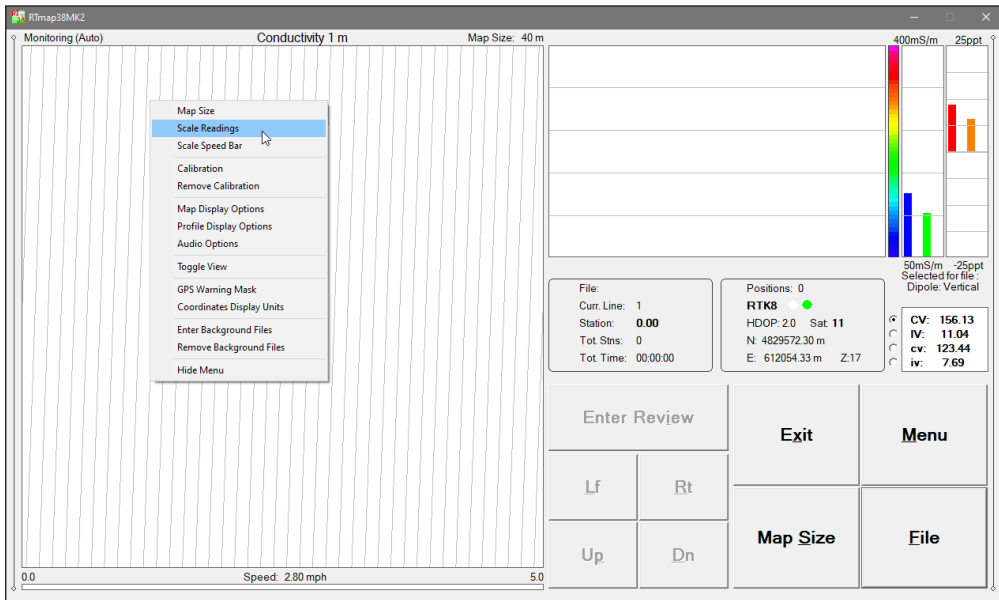 RTmap38MK2
Monitoring (Auto) Conductivity 1 m Map Size: 40 m
400mS/m 25ppt
Map Size
Scale Readings
Scale Speed Bar
Calibration
Remove Calibration
Map Display Options
Profile Display Options
Audio Options
Toggle View
GPS Warning Mask
Coordinates Display Units
Enter Background Files
Remove Background Files
Hide Menu
50mS/m -25ppt
Selected for file :
Dipole: Vertical
File:
Curr. Line: 1
Station: 0.00
Tot. Stns: 0
Tot. Time: 00:00:00
Positions: 0
RTK8
HDOP: 2.0 Sat: 11
N: 4829572.30 m
E: 612054.33 m Z:17
CV: 156.13
IV: 11.04
cv: 123.44
iv: 7.69
Enter Review
Exit
Menu
Lf
Rt
Map Size
File
Up
Dn
0.0 Speed: 2.80 mph 5.0